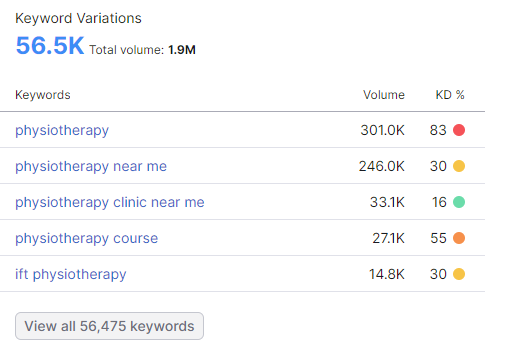 Keyword Variations
56.5K Total volume: 1.9M
Keywords Volume KD %
physiotherapy 301.0K 83
physiotherapy near me 246.0K 30
physiotherapy clinic near me 33.1K 16
physiotherapy course 27.1K 55
ift physiotherapy 14.8K 30
View all 56,475 keywords